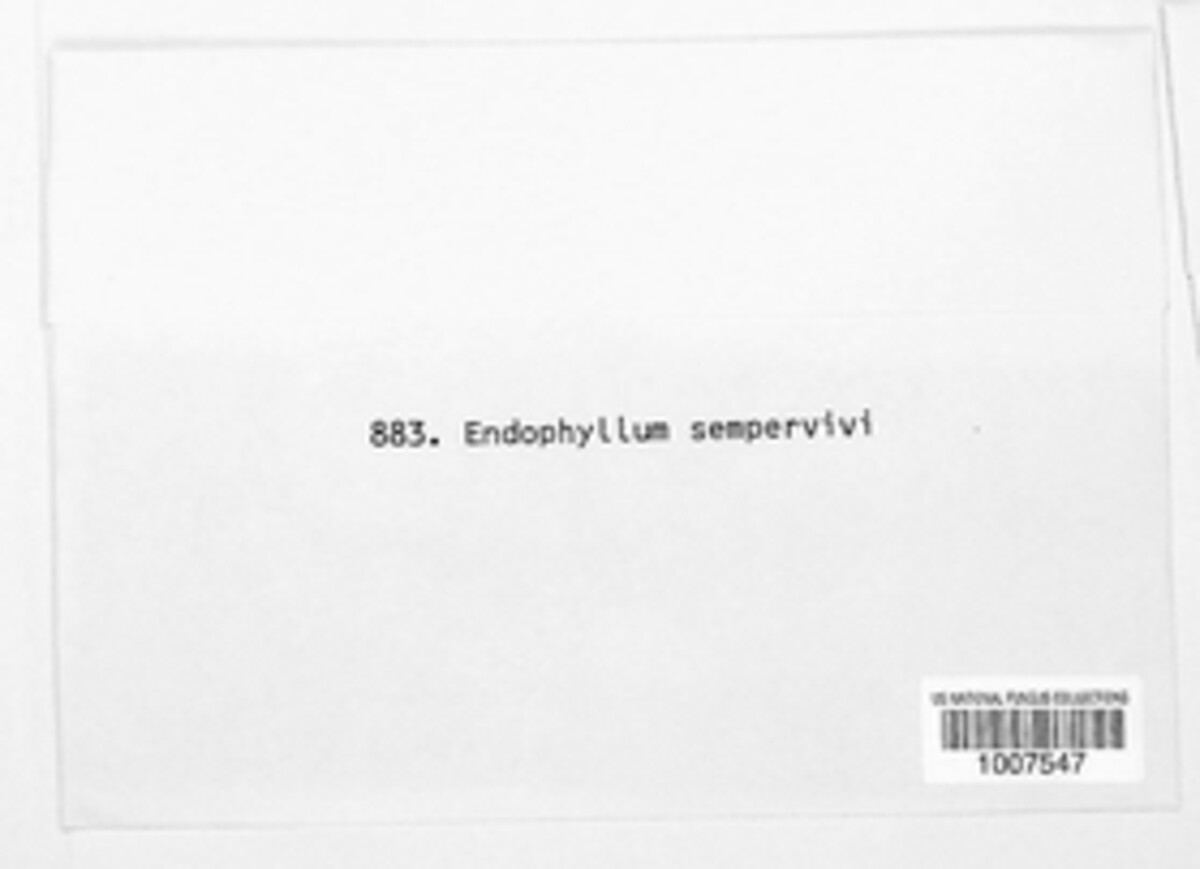 883. Endophyllum sempervivi
US NATIONAL FUNGUS COLLECTIONS
1007547